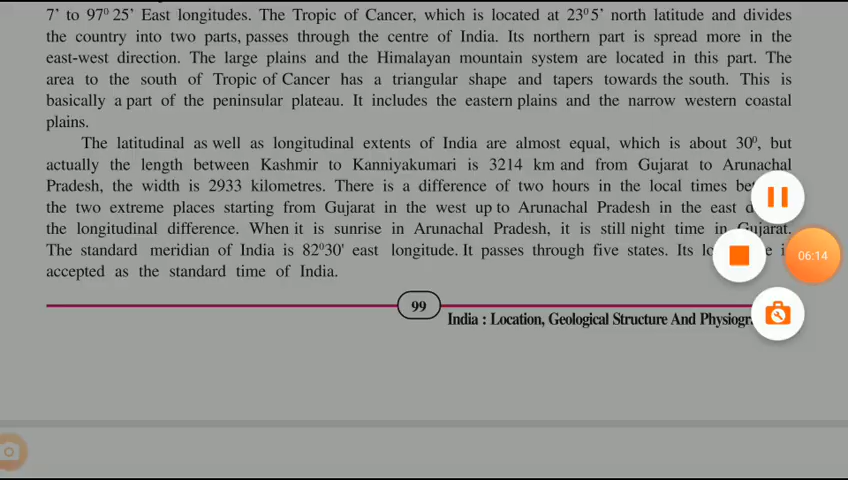 7’ to 97⁰ 25’ East longitudes. The Tropic of Cancer, which is located at 23⁰5’ north latitude and divides
the country into two parts, passes through the centre of India. Its northern part is spread more in the
east-west direction. The large plains and the Himalayan mountain system are located in this part. The
area to the south of Tropic of Cancer has a triangular shape and tapers towards the south. This is
basically a part of the peninsular plateau. It includes the eastern plains and the narrow western coastal
plains.
The latitudinal as well as longitudinal extents of India are almost equal, which is about 30⁰, but
actually the length between Kashmir to Kanniyakumari is 3214 km and from Gujarat to Arunachal
Pradesh, the width is 2933 kilometres. There is a difference of two hours in the local times
the two extreme places starting from Gujarat in the west up to Arunachal Pradesh in the east
the longitudinal difference. When it is sunrise in Arunachal Pradesh, it is still night time in Gujarat.
The standard meridian of India is 82⁰30' east longitude. It passes through five states. Its
accepted as the standard time of India.
99
India : Location, Geological Structure And
06:14